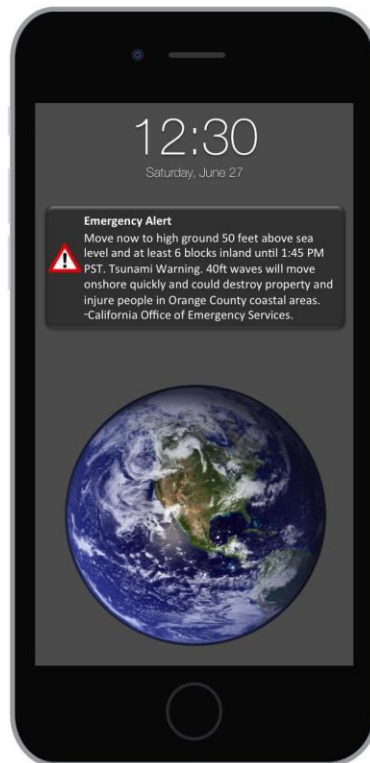 12:30
Saturday, June 27
Emergency Alert
Move now to high ground 50 feet above sea
level and at least 6 blocks inland until 1:45 PM
PST. Tsunami Warning. 40ft waves will move
onshore quickly and could destroy property and
injure people in Orange County coastal areas.
-California Office of Emergency Services.